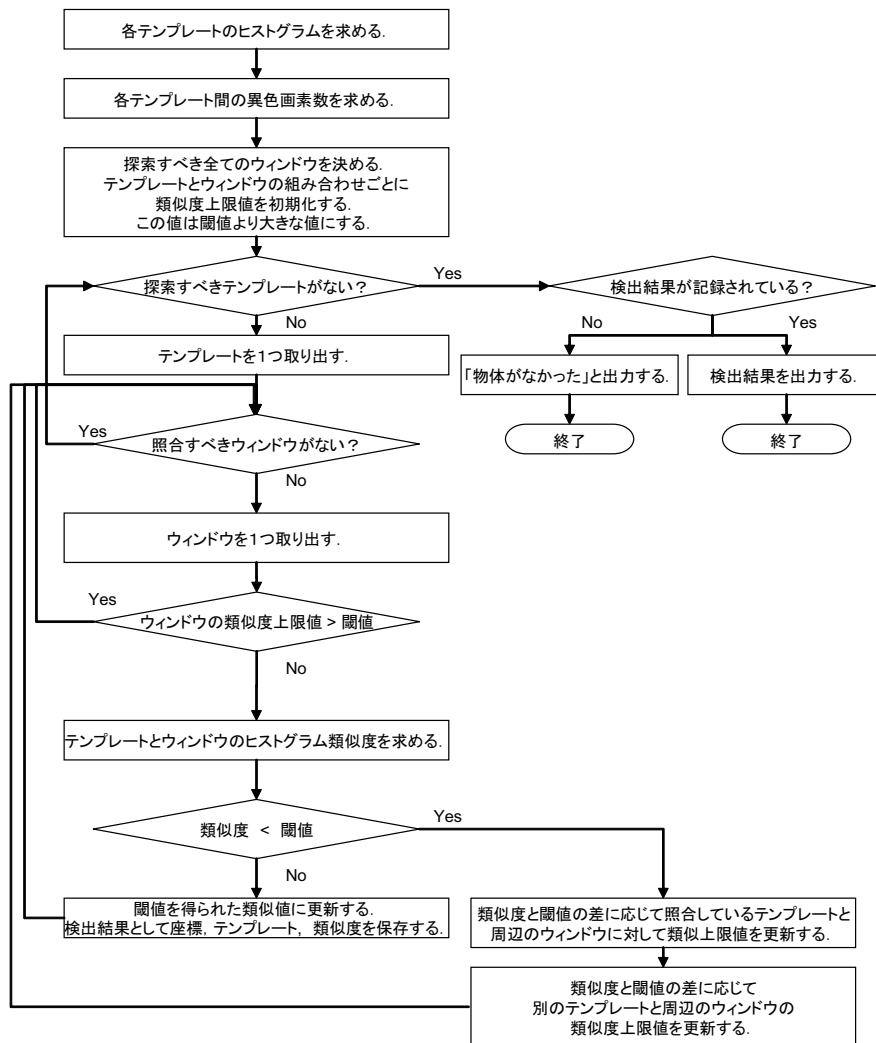 各テンプレートのヒストグラムを求める.
各テンプレート間の異色画素数を求める.
探索すべき全てのウィンドウを決める.
テンプレートとウィンドウの組み合わせごとに
類似度上限値を初期化する.
この値は閾値より大きな値にする.
探索すべきテンプレートがない?
Yes
検出結果が記録されている?
No
No
Yes
テンプレートを1つ取り出す.
「物体がなかった」と出力する.
検出結果を出力する.
Yes
照合すべきウィンドウがない?
終了
終了
No
ウィンドウを1つ取り出す.
Yes
ウィンドウの類似度上限値 > 閾値
No
テンプレートとウィンドウのヒストグラム類似度を求める.
類似度 < 閾値
Yes
No
閾値を得られた類似値に更新する.
検出結果として座標, テンプレート, 類似度を保存する.
類似度と閾値の差に応じて照合しているテンプレートと
周辺のウィンドウに対して類似上限値を更新する.
類似度と閾値の差に応じて
別のテンプレートと周辺のウィンドウの
類似度上限値を更新する.